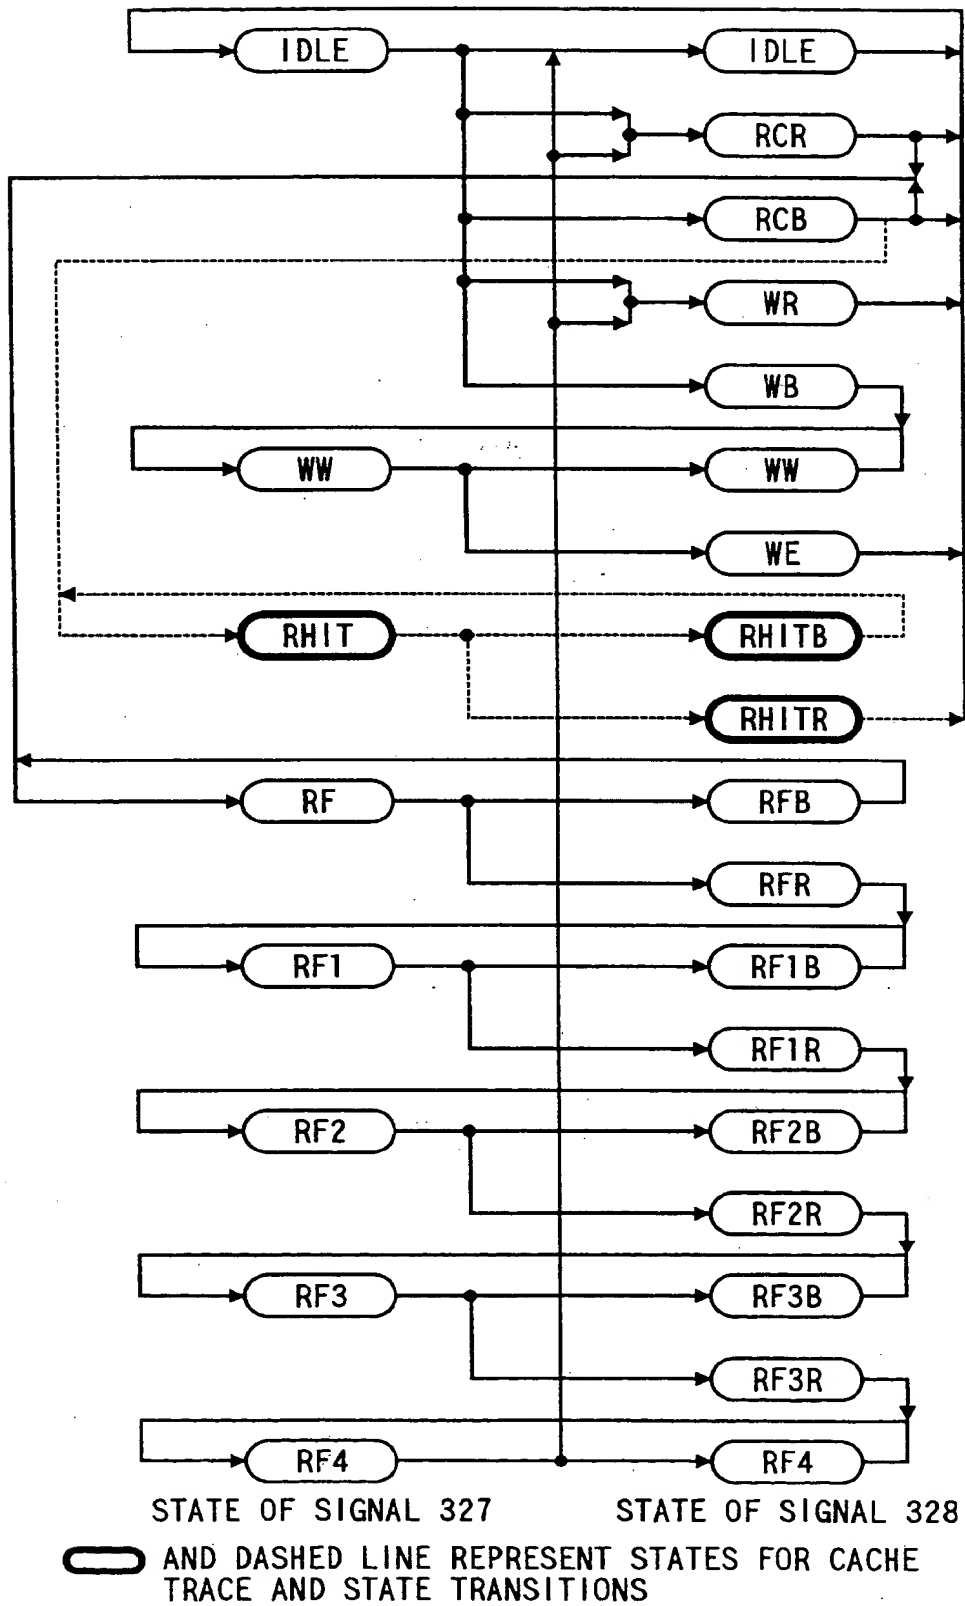 IDLE IDLE
RCR
RCB
WR
WB
WW WW
WE
RHIT RHITB
RHITR
RF RFB
RFR
RF1 RF1B
RF1R
RF2 RF2B
RF2R
RF3 RF3B
RF3R
RF4 RF4
STATE OF SIGNAL 327 STATE OF SIGNAL 328
AND DASHED LINE REPRESENT STATES FOR CACHE
TRACE AND STATE TRANSITIONS